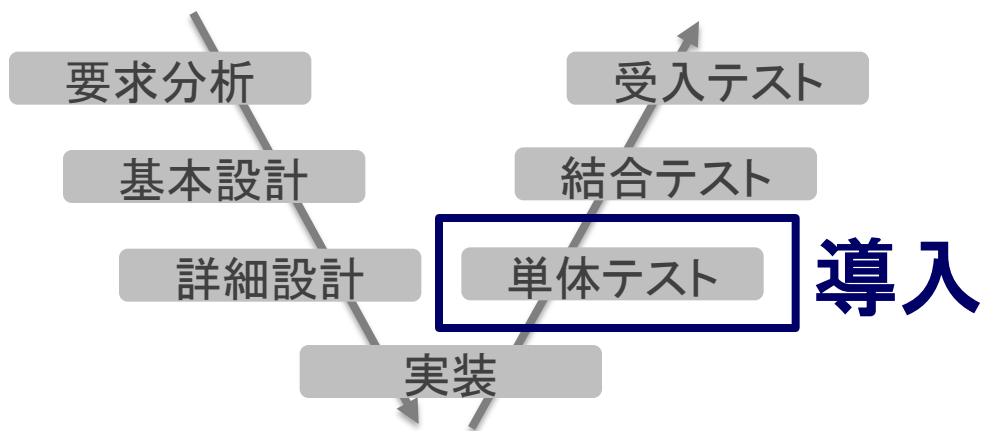 要求分析
受入テスト
基本設計
結合テスト
詳細設計
単体テスト
導入
実装